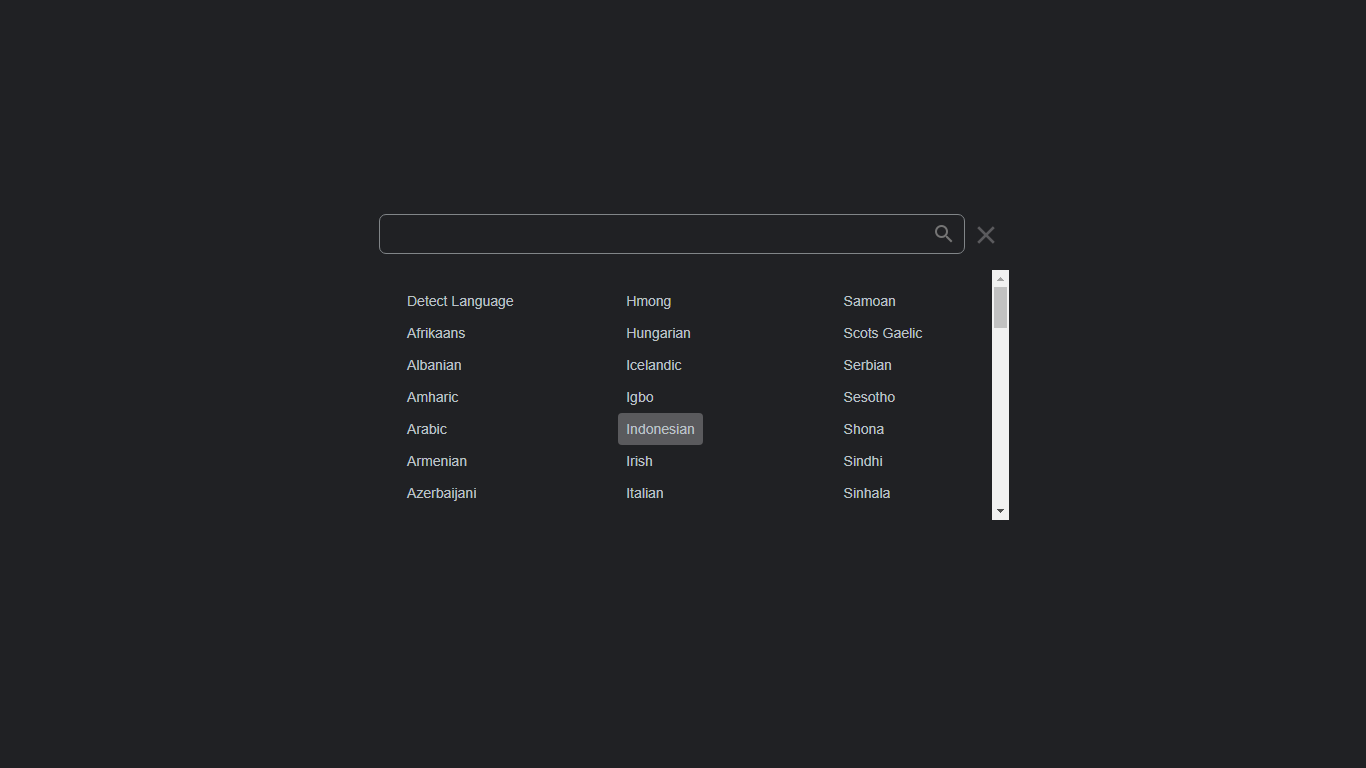 Detect Language
Afrikaans
Albanian
Amharic
Arabic
Armenian
Azerbaijani
Hmong
Hungarian
Icelandic
Igbo
Indonesian
Irish
Italian
Samoan
Scots Gaelic
Serbian
Sesotho
Shona
Sindhi
Sinhala